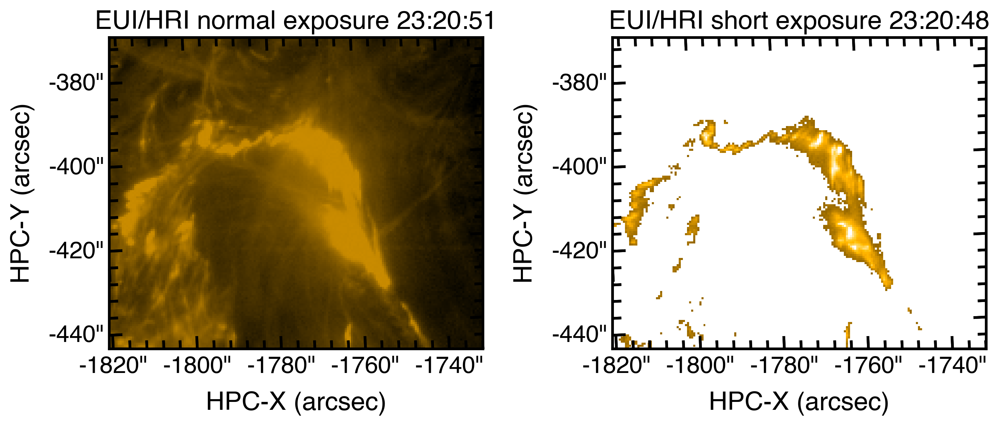 EUI/HRI normal exposure 23:20:51
-380"
-400"
-420"
-440"
HPC-Y (arcsec)
-1820" -1800" -1780" -1760" -1740"
HPC-X (arcsec)
EUI/HRI short exposure 23:20:48
-380"
-400"
-420"
-440"
HPC-Y (arcsec)
-1820" -1800" -1780" -1760" -1740"
HPC-X (arcsec)